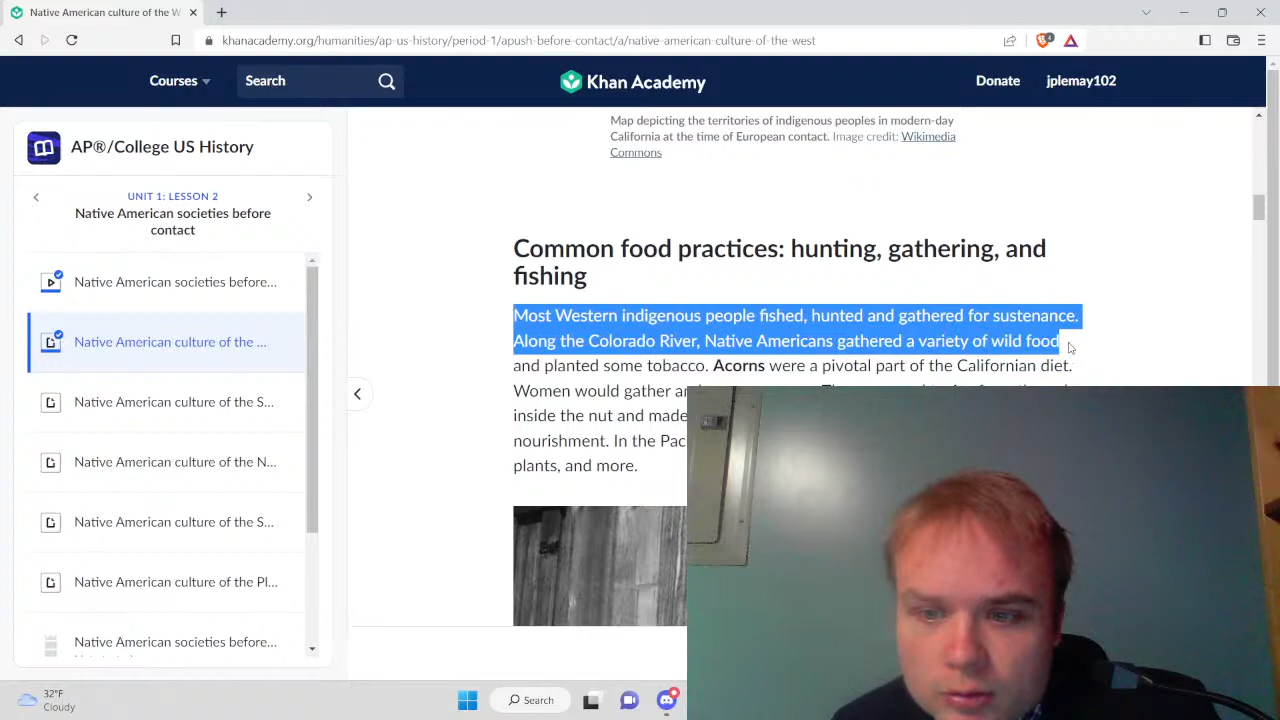 Native American culture of the W
khanacademy.org/humanities/ap-us-history/period-1/apush-before-contact/a/native-american-culture-of-the-west
4
Courses
Search
Khan Academy
Donate
jplemay102
AP®/College US History
UNIT 1: LESSON 2
Native American societies before
contact
Native American societies before...
Native American culture of the ...
Native American culture of the S...
Native American culture of the N...
Native American culture of the S...
Native American culture of the Pl...
Native American societies before...
Map depicting the territories of indigenous peoples in modern-day
California at the time of European contact. Image credit: Wikimedia
Commons
Common food practices: hunting, gathering, and
fishing
Most Western indigenous people fished, hunted and gathered for sustenance.
Along the Colorado River, Native Americans gathered a variety of wild food
and planted some tobacco. Acorns were a pivotal part of the Californian diet.
Women would gather
inside the nut and made
nourishment. In the Pac
plants, and more.
32°F
Cloudy
Search